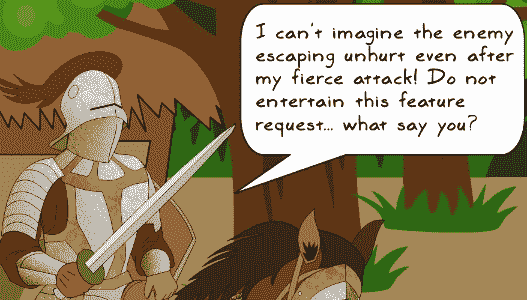 I can't imagine the enemy
escaping unhurt even after
my fierce attack! Do not
entertain this feature
request... what say you?